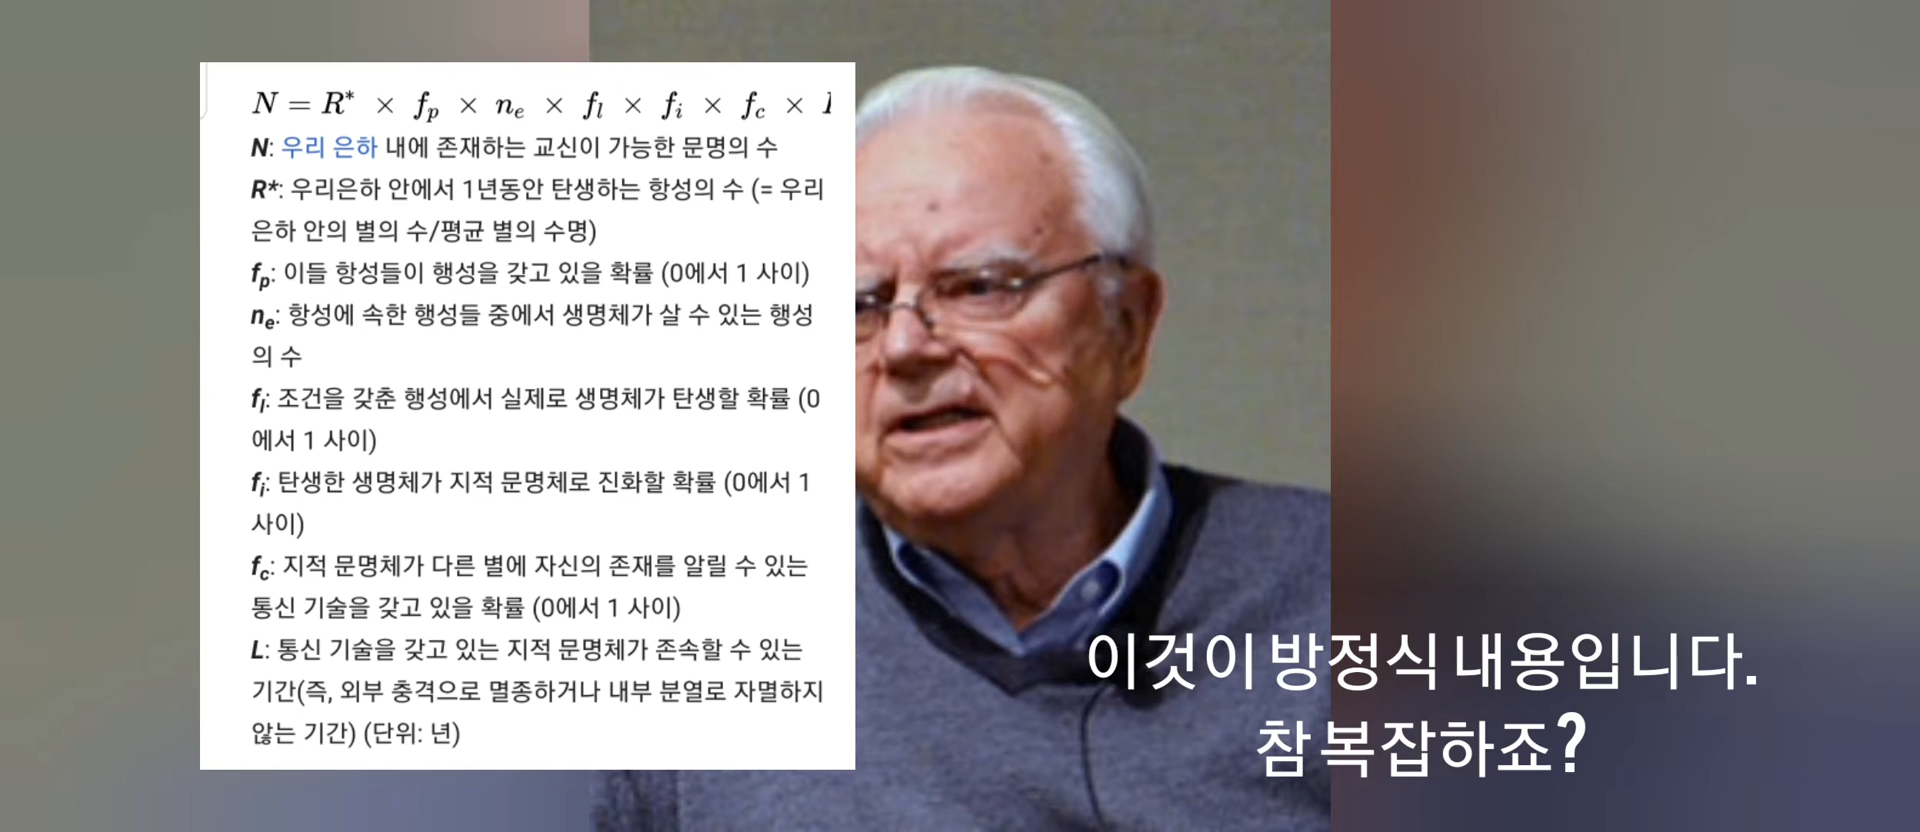 N = R* × f_p × n_e × f_l × f_i × f_c ×
N: 우리 은하 내에 존재하는 교신이 가능한 문명의 수
R*: 우리은하 안에서 1년동안 탄생하는 항성의 수 (= 우리
은하 안의 별의 수/평균 별의 수명)
f_p: 이들 항성들이 행성을 갖고 있을 확률 (0에서 1 사이)
n_e: 항성에 속한 행성들 중에서 생명체가 살 수 있는 행성
의 수
f_l: 조건을 갖춘 행성에서 실제로 생명체가 탄생할 확률 (0
에서 1 사이)
f_i: 탄생한 생명체가 지적 문명체로 진화할 확률 (0에서 1
사이)
f_c: 지적 문명체가 다른 별에 자신의 존재를 알릴 수 있는
통신 기술을 갖고 있을 확률 (0에서 1 사이)
L: 통신 기술을 갖고 있는 지적 문명체가 존속할 수 있는
기간(즉, 외부 충격으로 멸종하거나 내부 분열로 자멸하지
않는 기간) (단위: 년)
이것이 방정식 내용입니다.
참 복잡하죠?